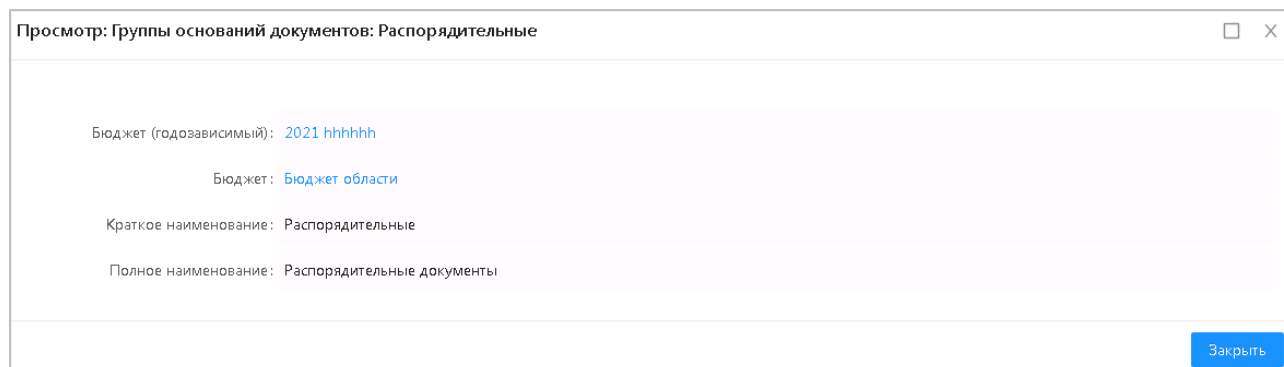 Просмотр: Группы оснований документов: Распорядительные
Бюджет (годозависимый): 2021 hhhhhh
Бюджет: Бюджет области
Краткое наименование: Распорядительные
Полное наименование: Распорядительные документы
Закрыть